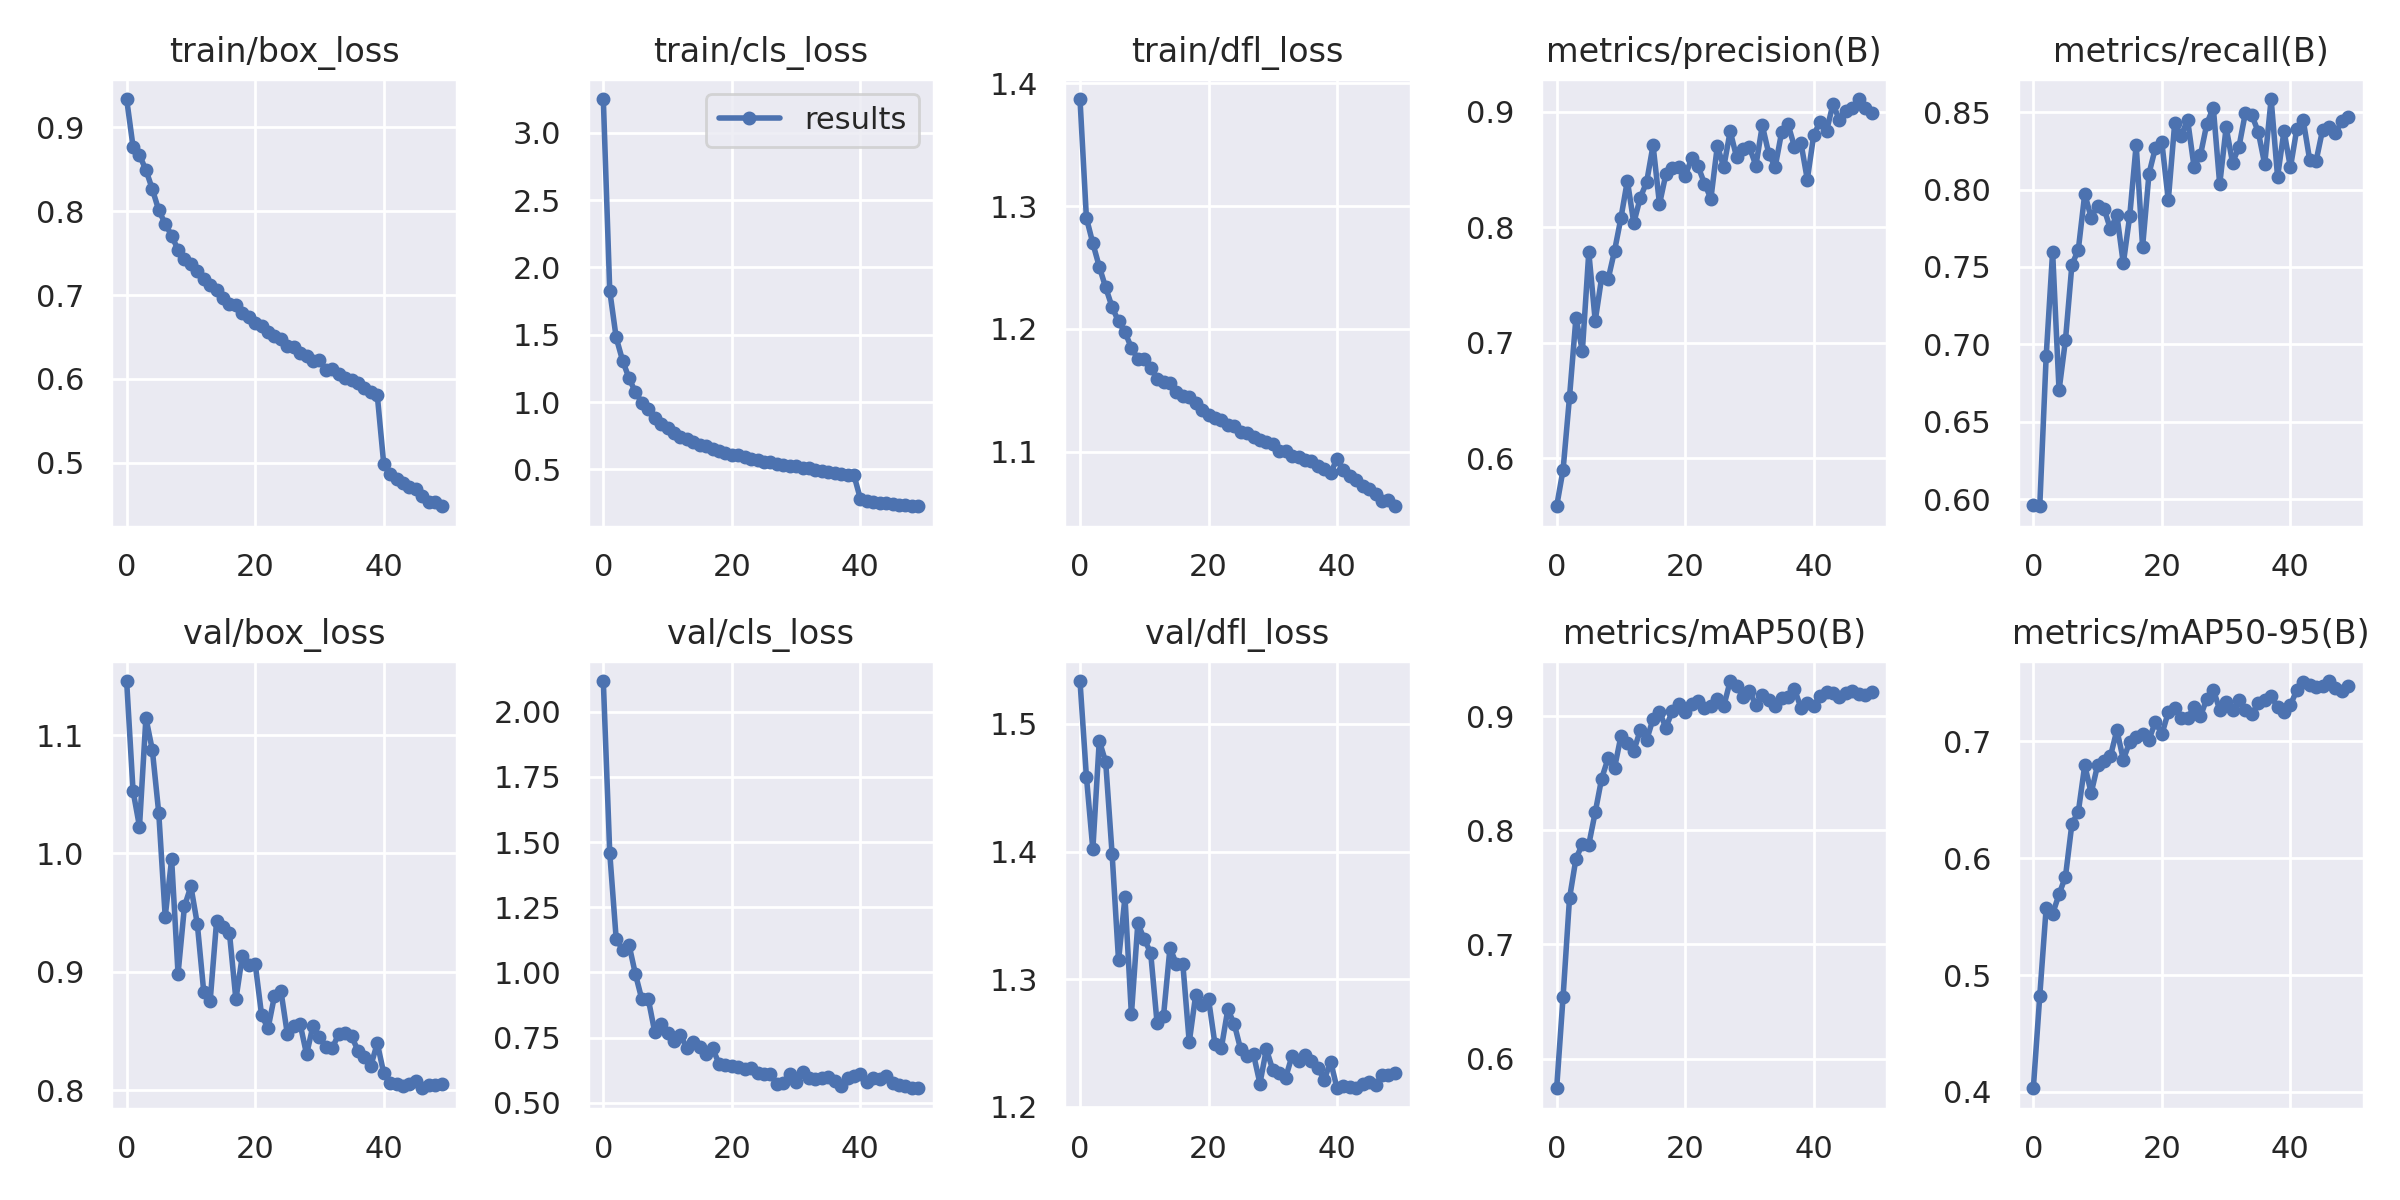 train/box_loss
train/cls_loss
train/dfl_loss
metrics/precision(B)
metrics/recall(B)
results
0.9
0.8
0.7
0.6
0.5
0 20 40
3.0
2.5
2.0
1.5
1.0
0.5
0 20 40
1.4
1.3
1.2
1.1
0 20 40
0.9
0.8
0.7
0.6
0 20 40
0.85
0.80
0.75
0.70
0.65
0.60
0 20 40
val/box_loss
val/cls_loss
val/dfl_loss
metrics/mAP50(B)
metrics/mAP50-95(B)
1.1
1.0
0.9
0.8
0 20 40
2.00
1.75
1.50
1.25
1.00
0.75
0.50
0 20 40
1.5
1.4
1.3
1.2
0 20 40
0.9
0.8
0.7
0.6
0 20 40
0.7
0.6
0.5
0.4
0 20 40